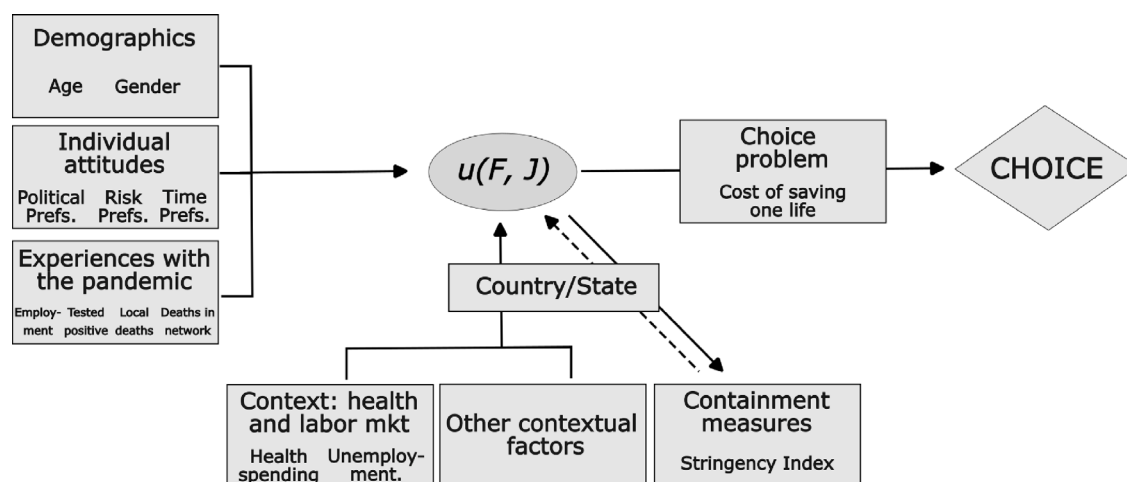 Demographics
Age Gender
Individual
attitudes
Political Risk Time
Prefs. Prefs. Prefs.
Experiences with
the pandemic
Employ- Tested Local Deaths in
ment positive deaths network
u(F, J)
Choice
problem
Cost of saving
one life
CHOICE
Country/State
Context: health
and labor mkt
Health Unemploy-
spending ment.
Other contextual
factors
Containment
measures
Stringency Index